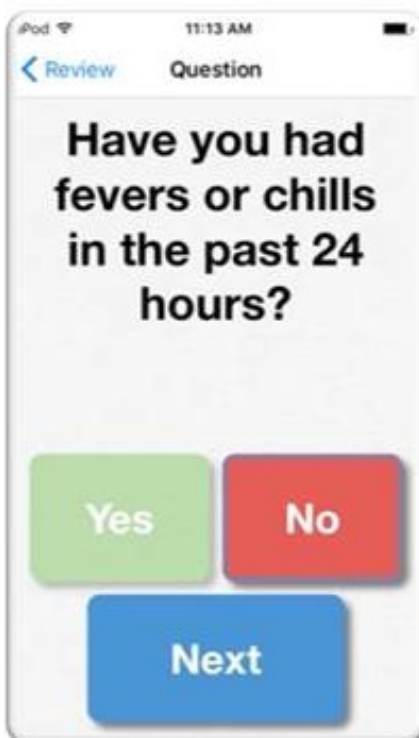 iPod 11:13 AM
Review Question
Have you had
fevers or chills
in the past 24
hours?
Yes No
Next